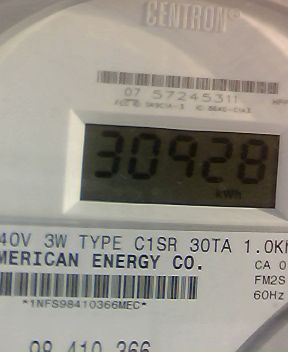 CENTRON®
07 57245311
30928
kWh
40V 3W TYPE C1SR 30TA 1.0K
MERICAN ENERGY CO.
CA 0
FM2S
*1NFS98410366MEC*
60Hz
98 410 366